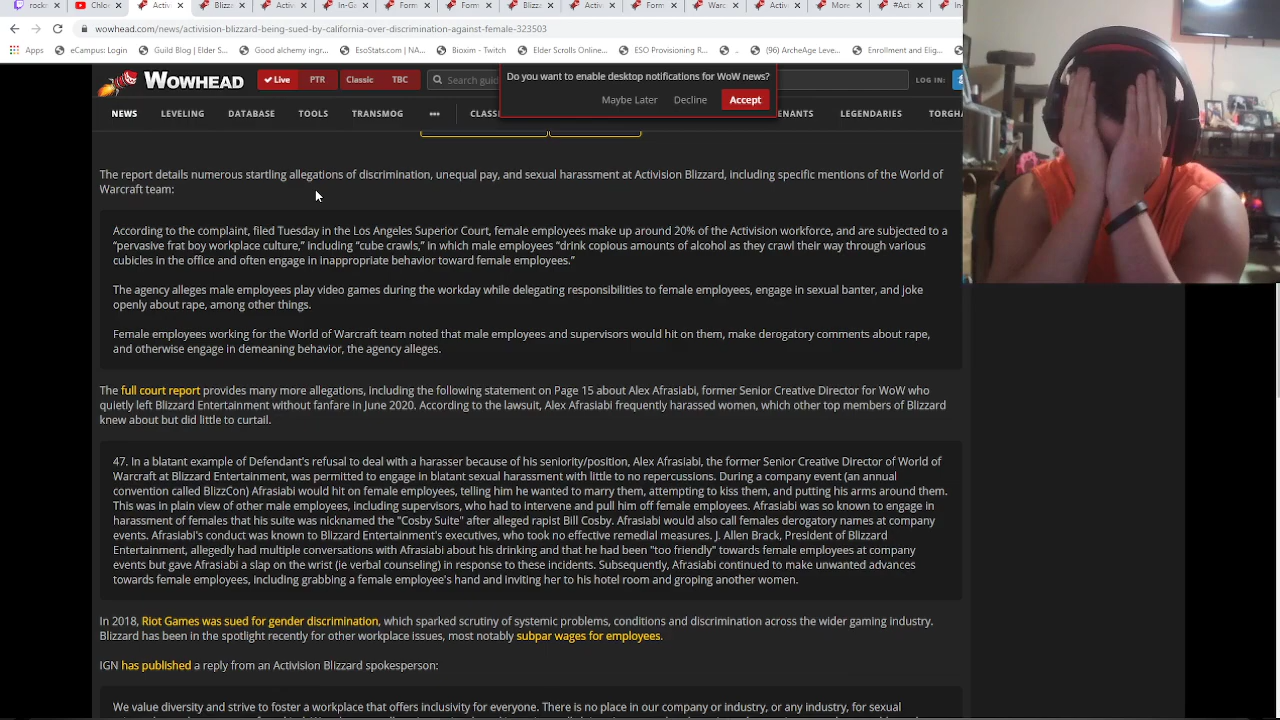 rocke
Chlo
Activ
Blizz
Activ
In-Ga
Form
Form
Blizz
Activ
Activ
Form
Warc
Activ
More
Activ
In
wowhead.com/news/activision-blizzard-being-sued-by-california-over-discrimination-against-female-323503
Apps eCampus: Login Guild Blog | Elder S... Good alchemy ingr... EsoStats.com | NA... Bioxim - Twitch Elder Scrolls Online... ESO Provisioning R... .. (96) ArcheAge Leve... Enrollment and Elig...
WOWHEAD Live PTR Classic TBC Search LOG IN:
Do you want to enable desktop notifications for WoW news?
Maybe Later Decline Accept
NEWS LEVELING DATABASE TOOLS TRANSMOG ••• CLASS ENANTS LEGENDARIES TORGHA
The report details numerous startling allegations of discrimination, unequal pay, and sexual harassment at Activision Blizzard, including specific mentions of the World of
Warcraft team:
According to the complaint, filed Tuesday in the Los Angeles Superior Court, female employees make up around 20% of the Activision workforce, and are subjected to a
“pervasive frat boy workplace culture,” including “cube crawls,” in which male employees “drink copious amounts of alcohol as they crawl their way through various
cubicles in the office and often engage in inappropriate behavior toward female employees.”
The agency alleges male employees play video games during the workday while delegating responsibilities to female employees, engage in sexual banter, and joke
openly about rape, among other things.
Female employees working for the World of Warcraft team noted that male employees and supervisors would hit on them, make derogatory comments about rape,
and otherwise engage in demeaning behavior, the agency alleges.
The full court report provides many more allegations, including the following statement on Page 15 about Alex Afrasiabi, former Senior Creative Director for WoW who
quietly left Blizzard Entertainment without fanfare in June 2020. According to the lawsuit, Alex Afrasiabi frequently harassed women, which other top members of Blizzard
knew about but did little to curtail.
47. In a blatant example of Defendant's refusal to deal with a harasser because of his seniority/position, Alex Afrasiabi, the former Senior Creative Director of World of
Warcraft at Blizzard Entertainment, was permitted to engage in blatant sexual harassment with little to no repercussions. During a company event (an annual
convention called BlizzCon) Afrasiabi would hit on female employees, telling him he wanted to marry them, attempting to kiss them, and putting his arms around them.
This was in plain view of other male employees, including supervisors, who had to intervene and pull him off female employees. Afrasiabi was so known to engage in
harassment of females that his suite was nicknamed the "Cosby Suite" after alleged rapist Bill Cosby. Afrasiabi would also call females derogatory names at company
events. Afrasiabi's conduct was known to Blizzard Entertainment's executives, who took no effective remedial measures. J. Allen Brack, President of Blizzard
Entertainment, allegedly had multiple conversations with Afrasiabi about his drinking and that he had been "too friendly" towards female employees at company
events but gave Afrasiabi a slap on the wrist (ie verbal counseling) in response to these incidents. Subsequently, Afrasiabi continued to make unwanted advances
towards female employees, including grabbing a female employee's hand and inviting her to his hotel room and groping another women.
In 2018, Riot Games was sued for gender discrimination, which sparked scrutiny of systemic problems, conditions and discrimination across the wider gaming industry.
Blizzard has been in the spotlight recently for other workplace issues, most notably subpar wages for employees.
IGN has published a reply from an Activision Blizzard spokesperson:
We value diversity and strive to foster a workplace that offers inclusivity for everyone. There is no place in our company or industry, or any industry, for sexual